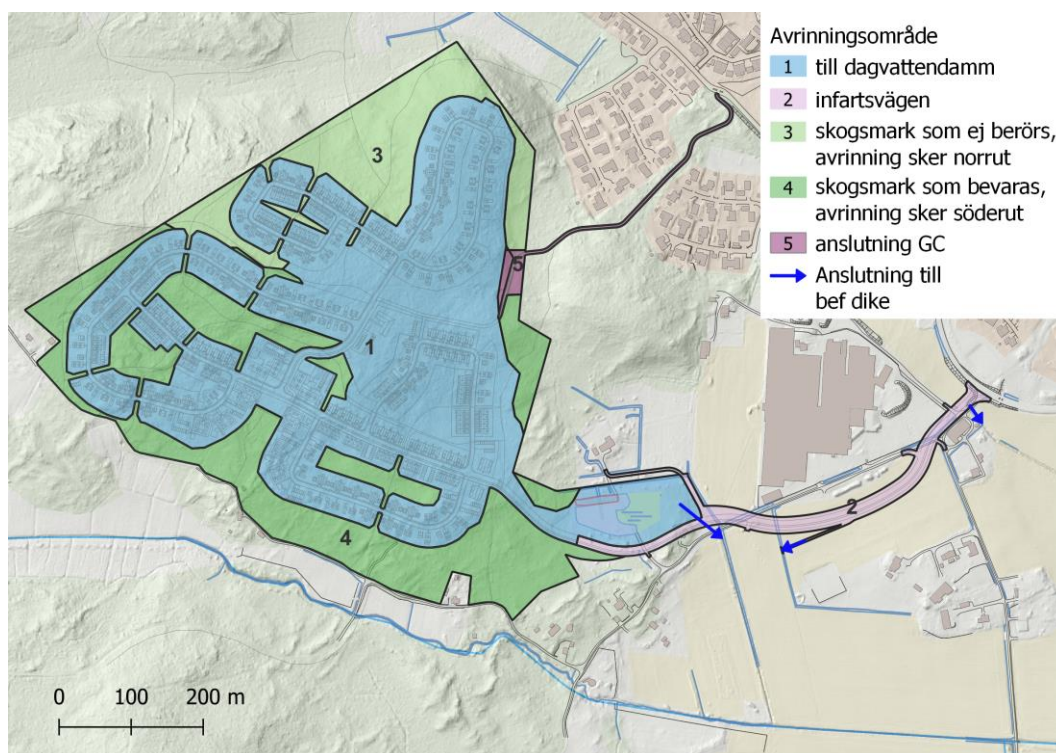 Avrinningsområde
1 till dagvattendamm
2 infartsvägen
3 skogsmark som ej berörs,
avrinning sker norrut
4 skogsmark som bevaras,
avrinning sker söderut
5 anslutning GC
Anslutning till
bef dike
3
5
1
2
4
0 100 200 m